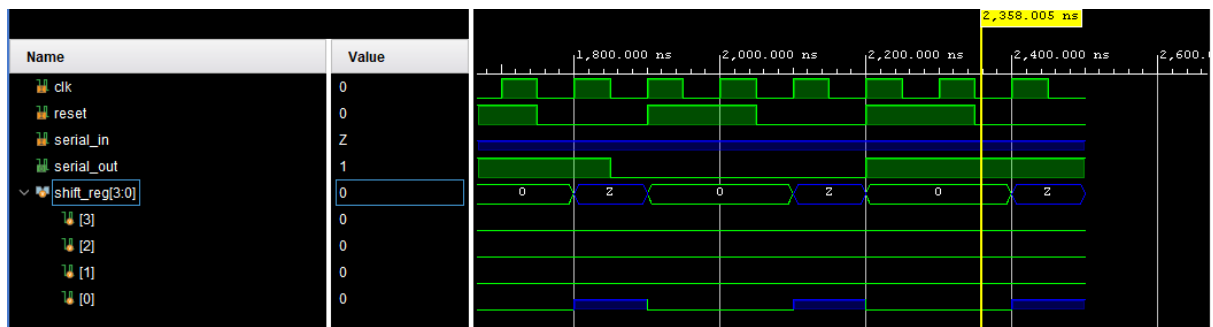 2,358.005 ns
Name Value
1,800.000 ns 2,000.000 ns 2,200.000 ns 2,400.000 ns 2,600.
clk 0
reset 0
serial_in Z
serial_out 1
shift_reg[3:0] 0 0 Z 0 Z 0 Z
[3] 0
[2] 0
[1] 0
[0] 0